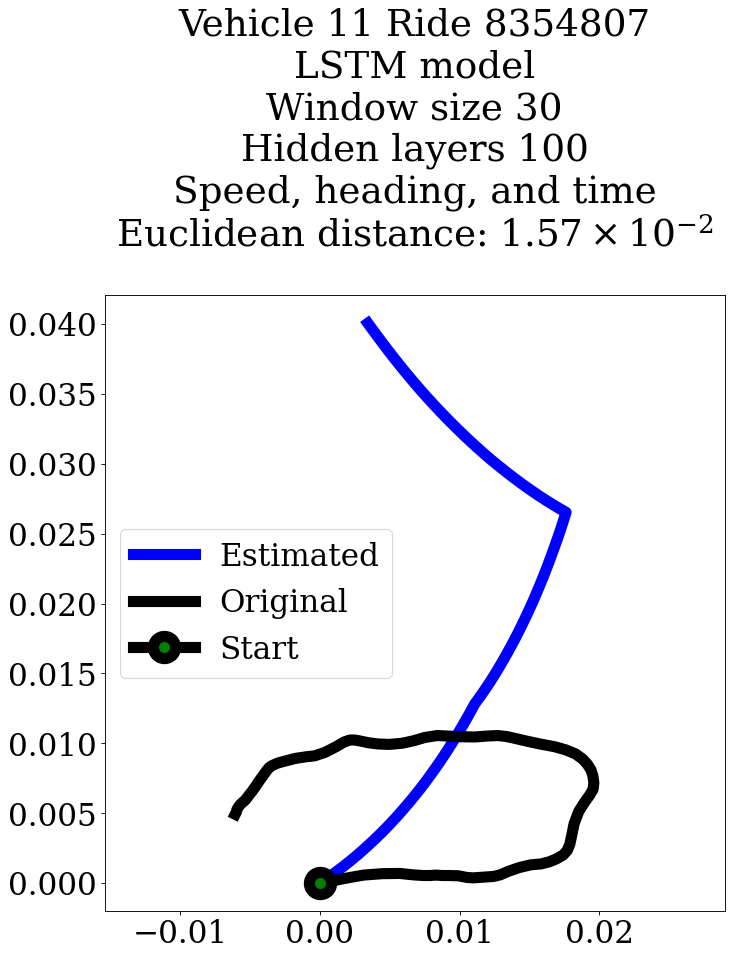 Vehicle 11 Ride 8354807
LSTM model
Window size 30
Hidden layers 100
Speed, heading, and time
Euclidean distance: 1.57 × 10⁻²
0.040
0.035
0.030
0.025
0.020
0.015
0.010
0.005
0.000
Estimated
Original
Start
−0.01
0.00
0.01
0.02